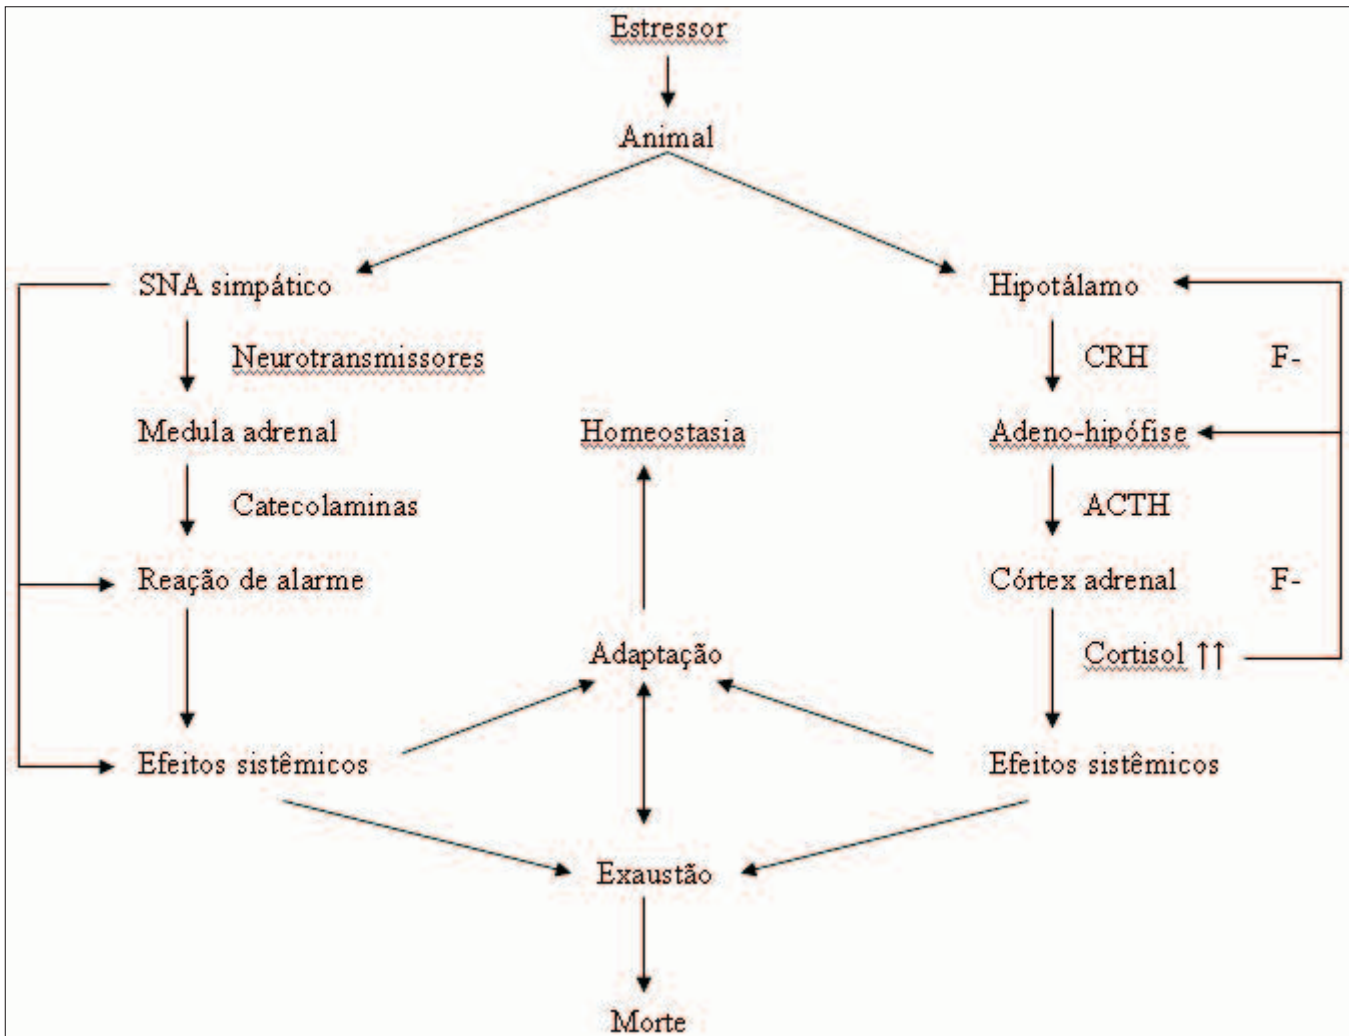 Estressor
Animal
SNA simpático
Hipotálamo
Neurotransmissores
CRH
F-
Medula adrenal
Homeostasia
Adeno-hipófise
Catecolaminas
ACTH
Reação de alarme
Córtex adrenal
F-
Adaptação
Cortisol ↑↑
Efeitos sistêmicos
Efeitos sistêmicos
Exaustão
Morte